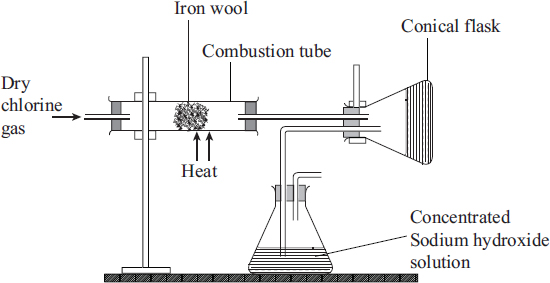 Iron wool
Conical flask
Combustion tube
Dry
chlorine
gas
Heat
Concentrated
Sodium hydroxide
solution